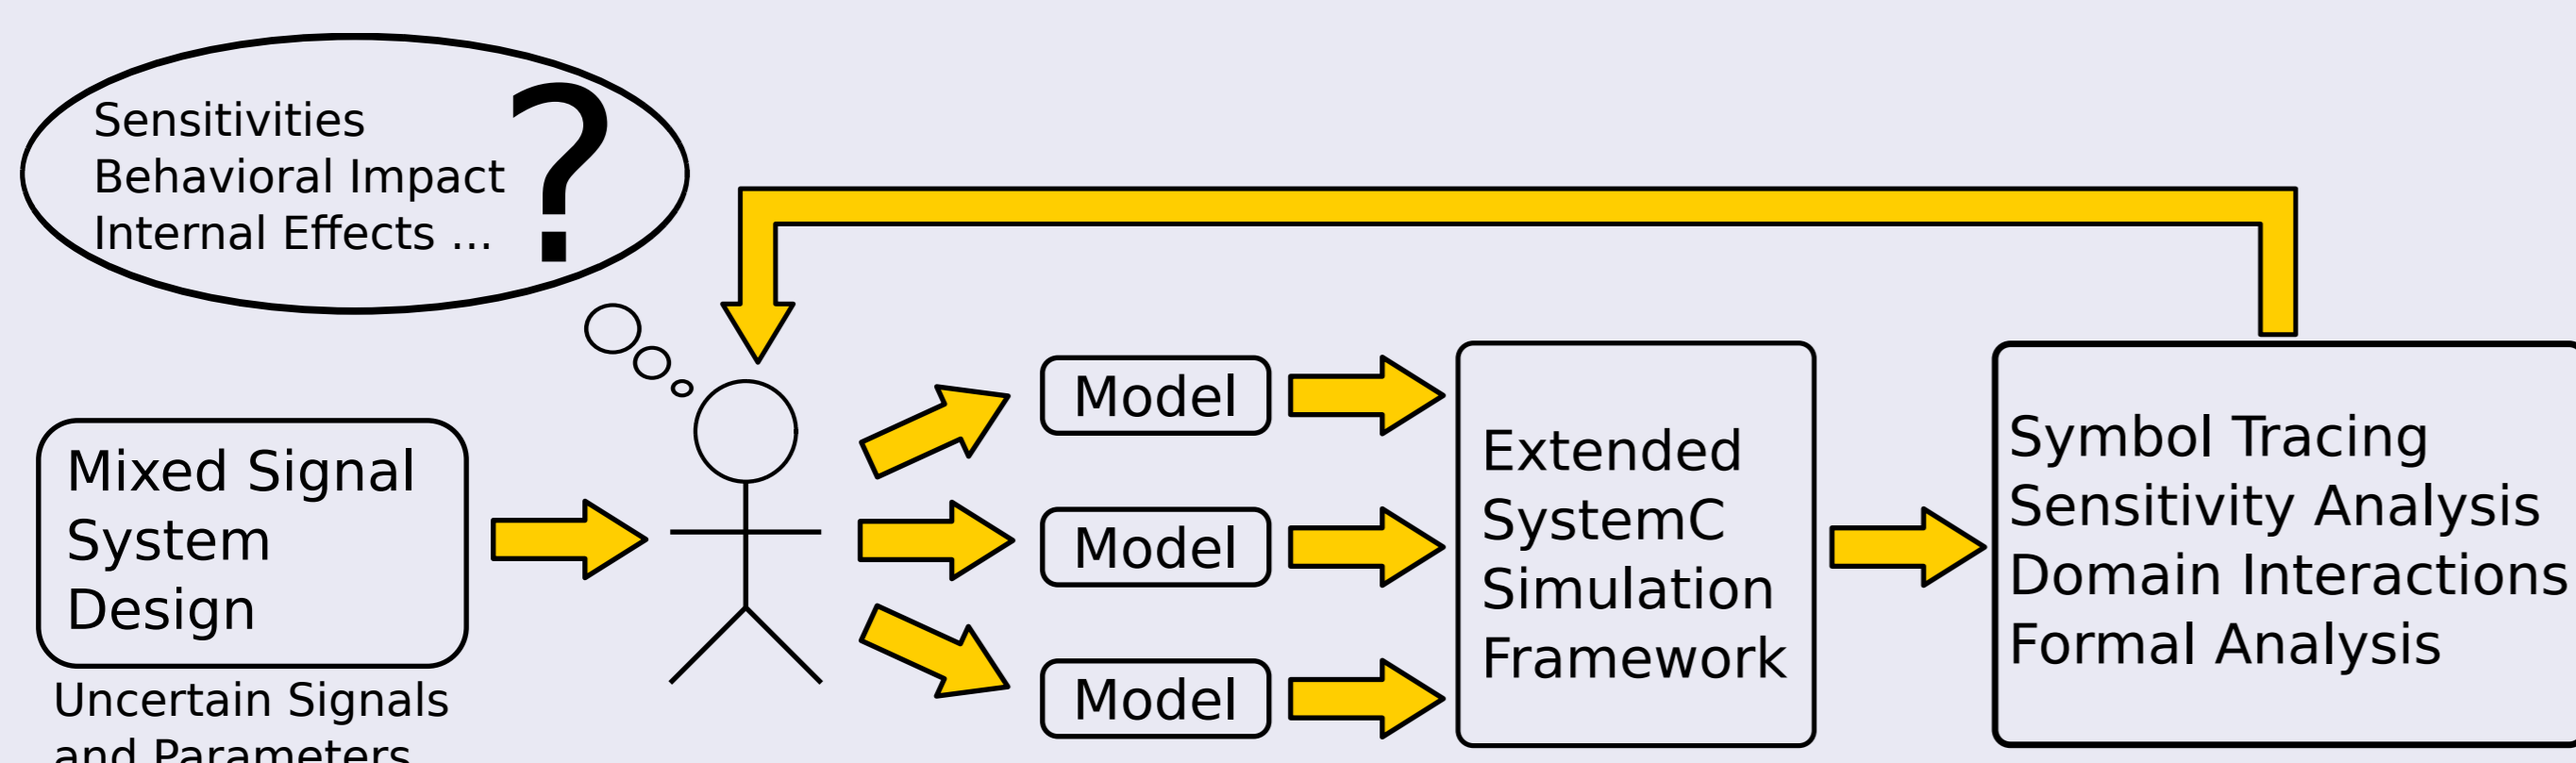 Sensitivities
Behavioral Impact
Internal Effects ...
?
Mixed Signal
System
Design
Uncertain Signals
and Parameters
Model
Model
Model
Extended
SystemC
Simulation
Framework
Symbol Tracing
Sensitivity Analysis
Domain Interactions
Formal Analysis